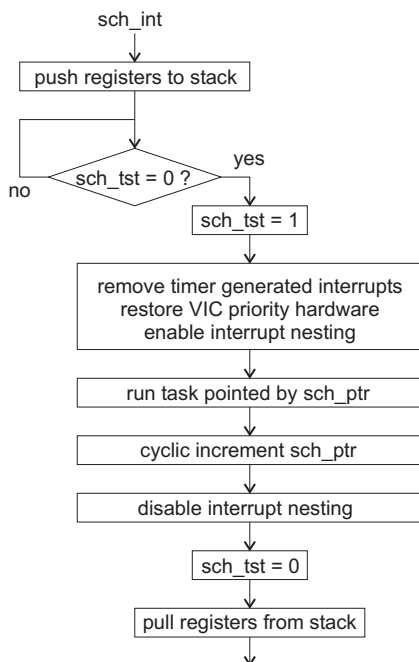 sch_int
push registers to stack
sch_tst = 0 ?
yes
no
sch_tst = 1
remove timer generated interrupts
restore VIC priority hardware
enable interrupt nesting
run task pointed by sch_ptr
cyclic increment sch_ptr
disable interrupt nesting
sch_tst = 0
pull registers from stack